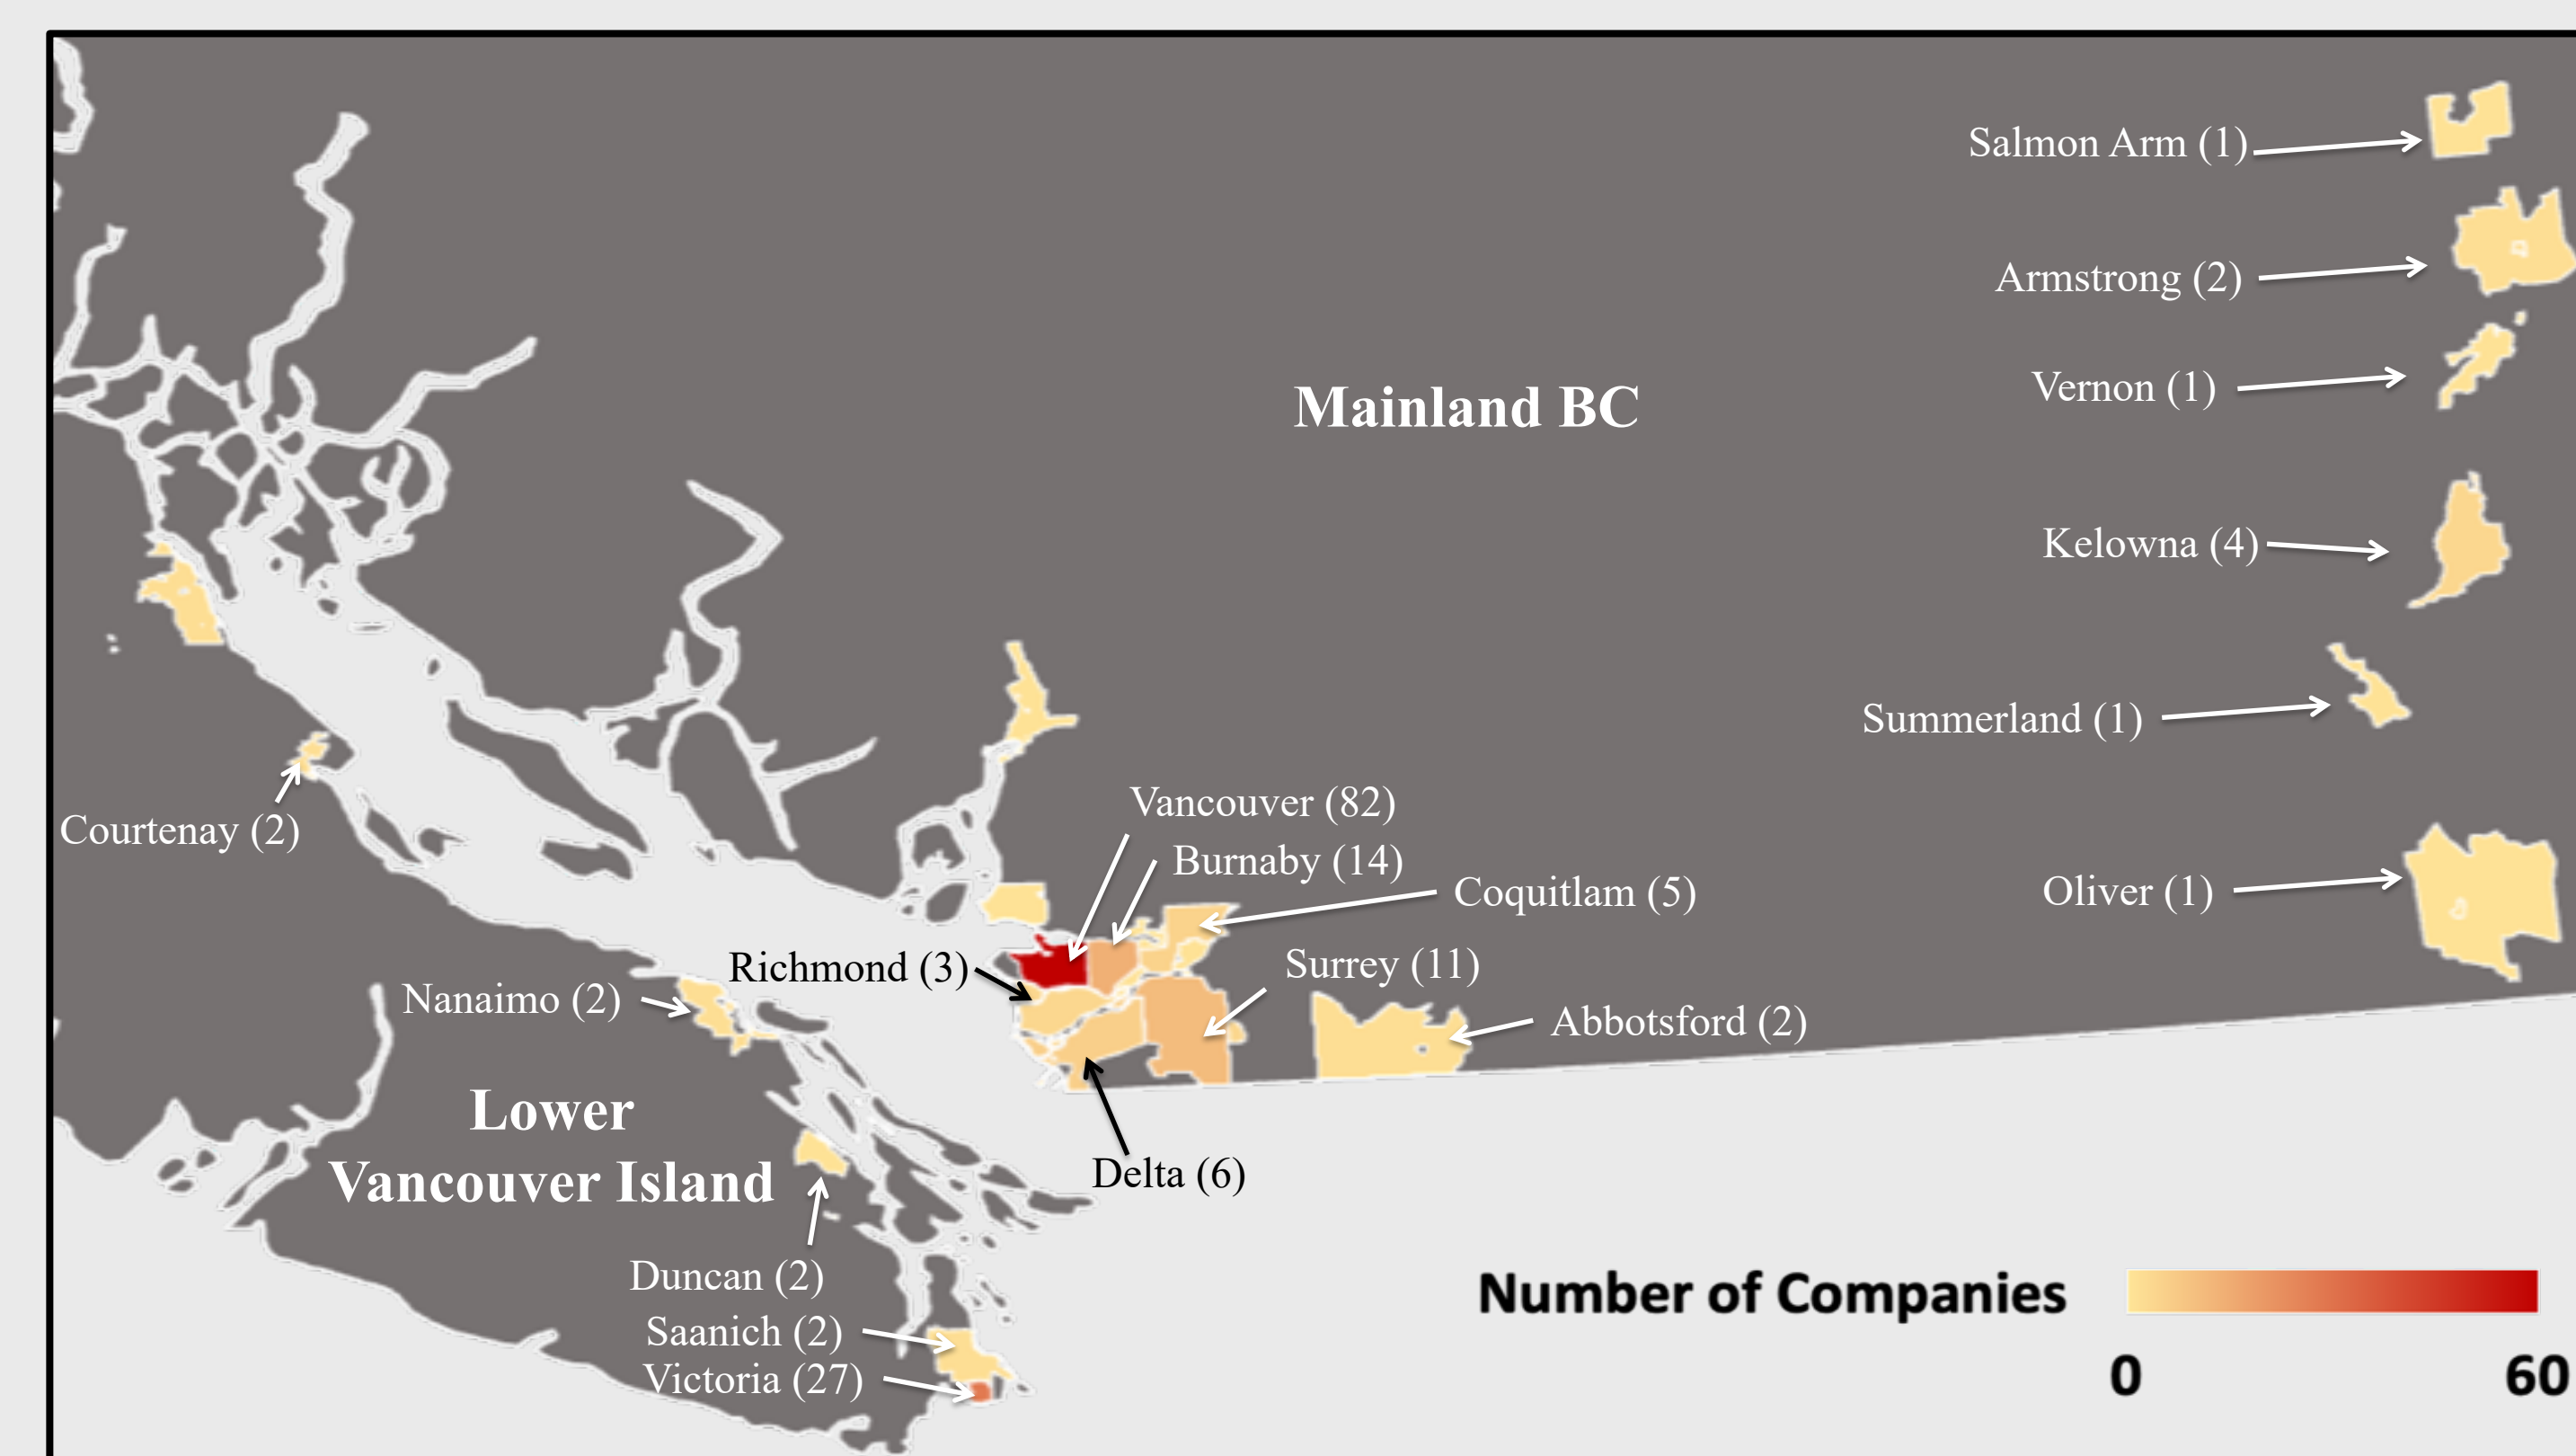 Salmon Arm (1)
Armstrong (2)
Vernon (1)
Mainland BC
Kelowna (4)
Summerland (1)
Vancouver (82)
Courtenay (2)
Burnaby (14)
Coquitlam (5)
Oliver (1)
Richmond (3)
Surrey (11)
Nanaimo (2)
Abbotsford (2)
Lower
Vancouver Island
Delta (6)
Duncan (2)
Number of Companies
Saanich (2)
Victoria (27)
0 60